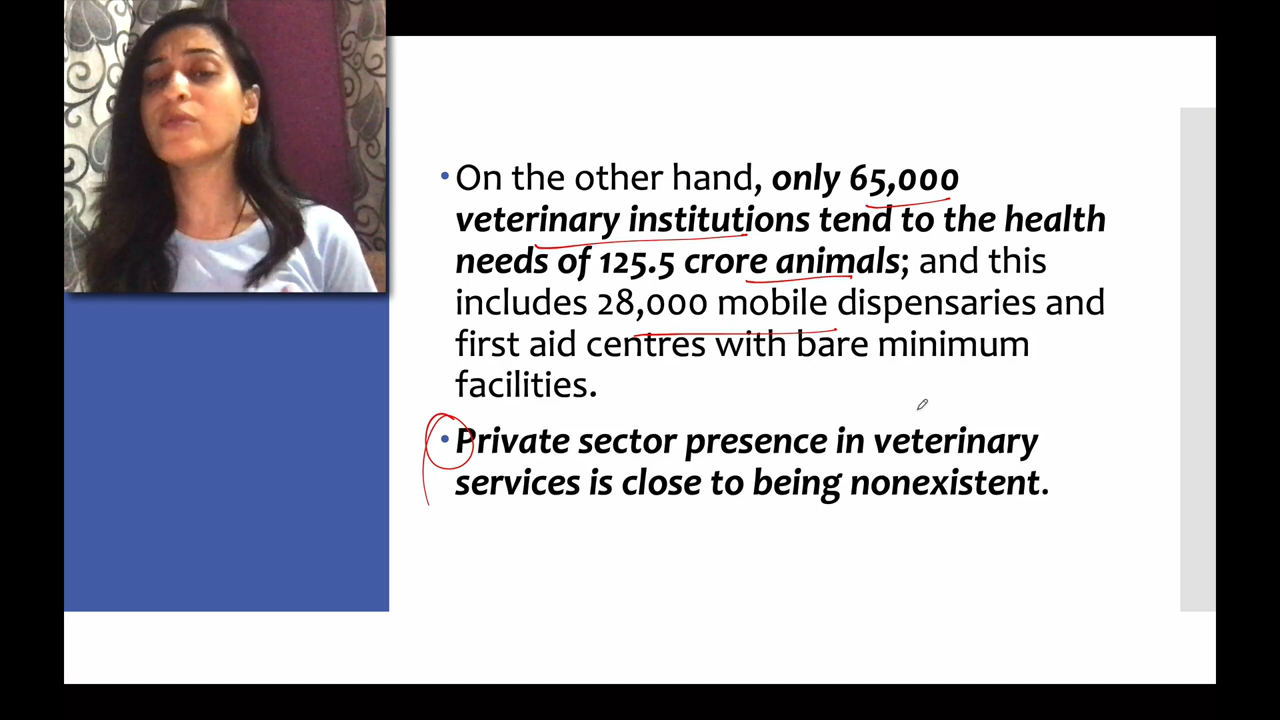 • On the other hand, only 65,000
veterinary institutions tend to the health
needs of 125.5 crore animals; and this
includes 28,000 mobile dispensaries and
first aid centres with bare minimum
facilities.
• Private sector presence in veterinary
services is close to being nonexistent.